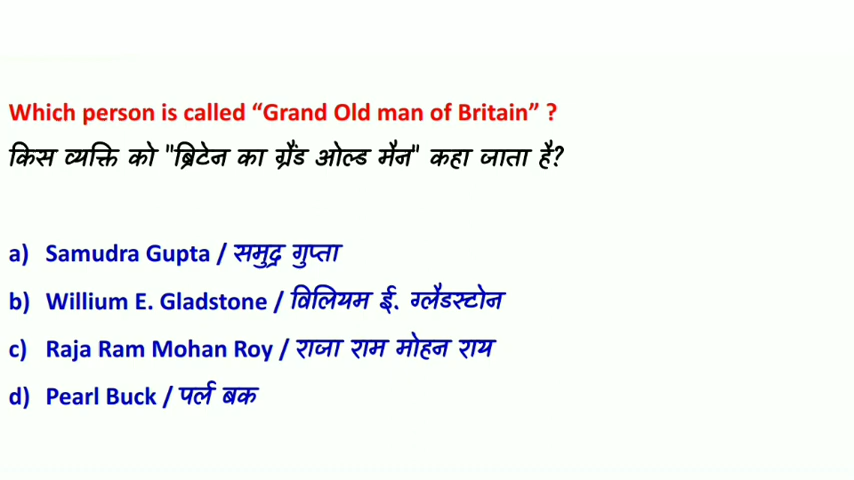 Which person is called “Grand Old man of Britain” ?
किस व्यक्ति को "ब्रिटेन का ग्रैंड ओल्ड मैन" कहा जाता है?
a) Samudra Gupta / समुद्र गुप्ता
b) Willium E. Gladstone / विलियम ई. ग्लैडस्टोन
c) Raja Ram Mohan Roy / राजा राम मोहन राय
d) Pearl Buck / पर्ल बक